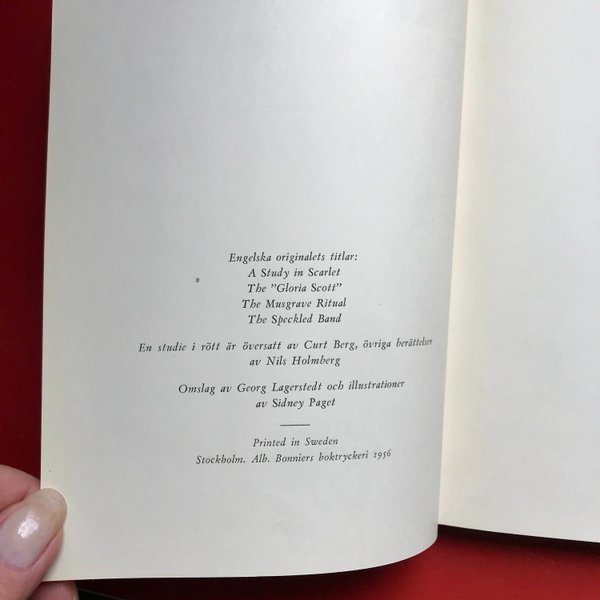 Engelska originalets titlar:
A Study in Scarlet
The "Gloria Scott"
The Musgrave Ritual
The Speckled Band
En studie i rött är översatt av Curt Berg, övriga berättelser
av Nils Holmberg
Omslag av Georg Lagerstedt och illustrationer
av Sidney Paget
Printed in Sweden
Stockholm. Alb. Bonniers boktryckeri 1956